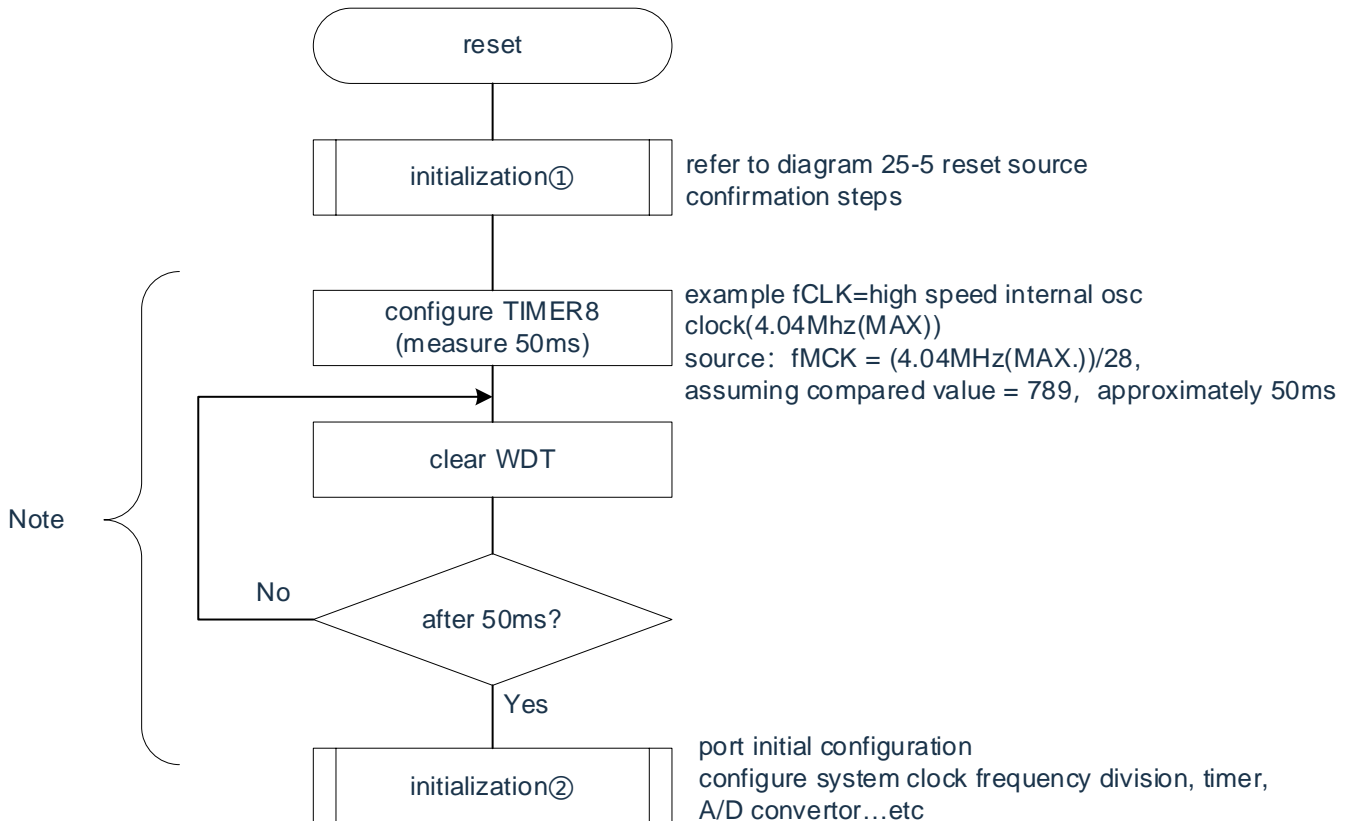 reset
initialization①
refer to diagram 25-5 reset source
confirmation steps
configure TIMER8
(measure 50ms)
example fCLK=high speed internal osc
clock(4.04Mhz(MAX))
source: fMCK = (4.04MHz(MAX.))/28,
assuming compared value = 789, approximately 50ms
clear WDT
Note
No
after 50ms?
Yes
initialization②
port initial configuration
configure system clock frequency division, timer,
A/D convertor…etc